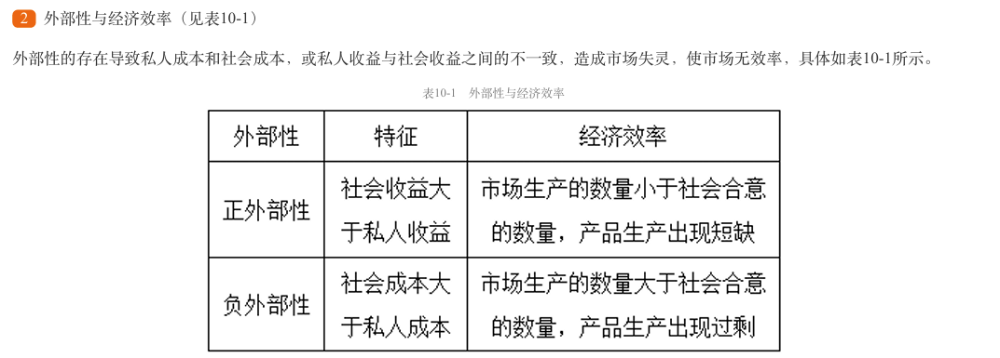 2 外部性与经济效率（见表10-1）
外部性的存在导致私人成本和社会成本，或私人收益与社会收益之间的不一致，造成市场失灵，使市场无效率，具体如表10-1所示。
表10-1 外部性与经济效率
外部性 特征 经济效率
正外部性
社会收益大
于私人收益
市场生产的数量小于社会合意
的数量，产品生产出现短缺
负外部性
社会成本大
于私人成本
市场生产的数量大于社会合意
的数量，产品生产出现过剩